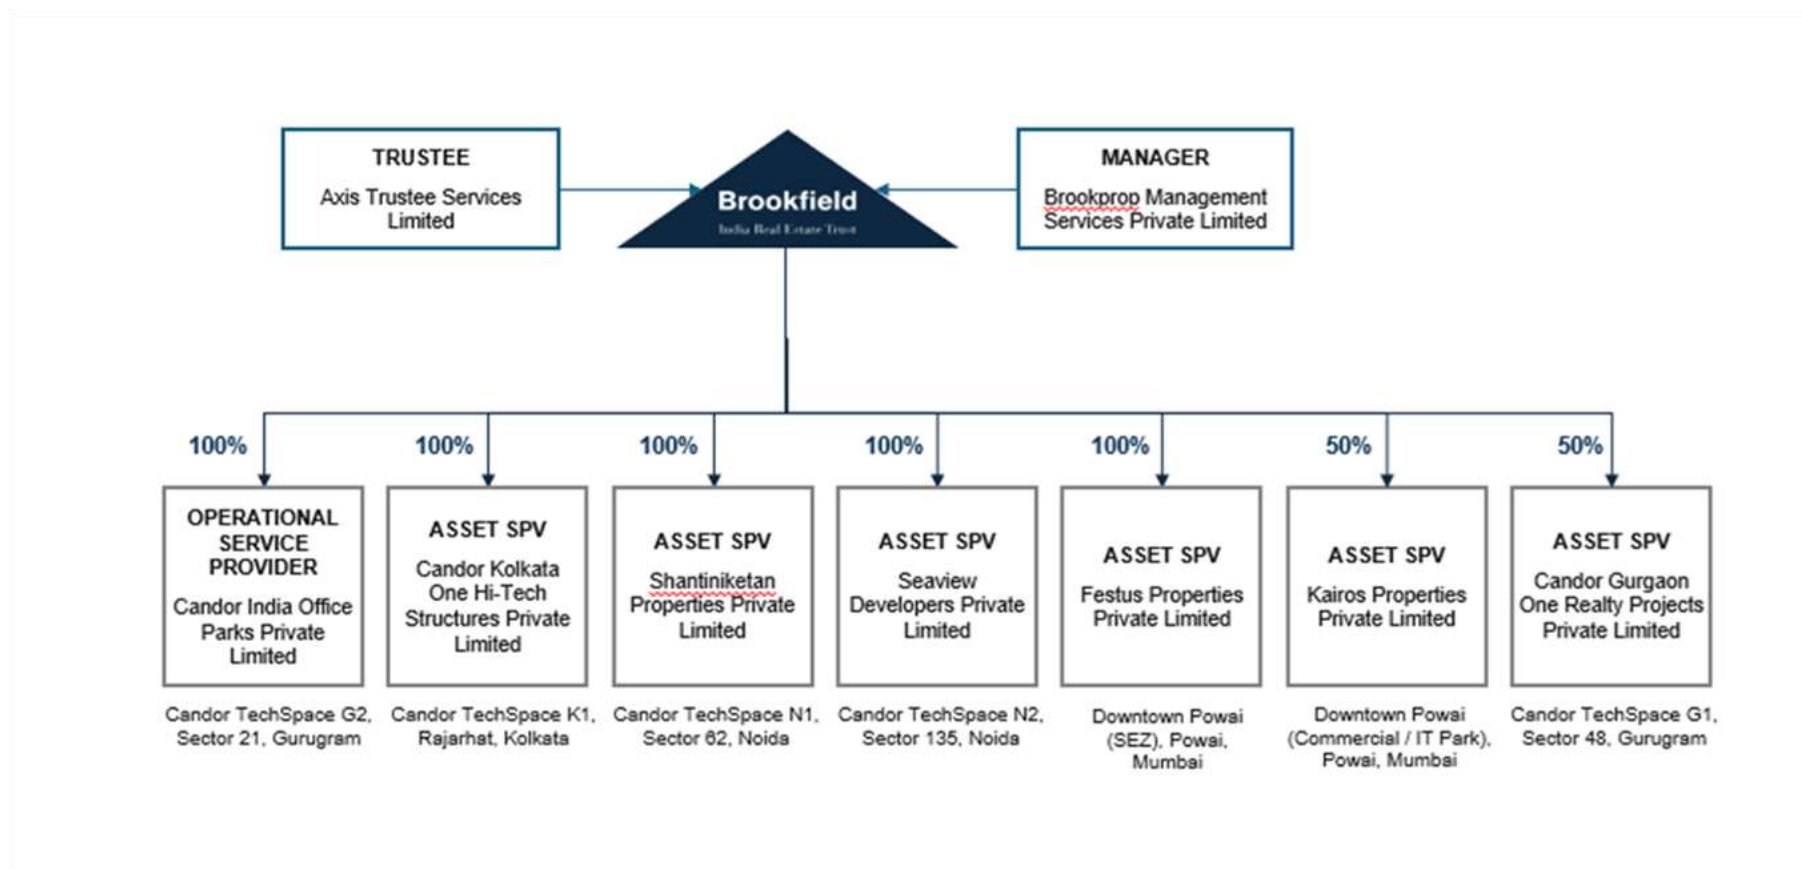 TRUSTEE
Axis Trustee Services
Limited
Brookfield
India Real Estate Trust
MANAGER
Brookprop Management
Services Private Limited
100%
100%
100%
100%
100%
50%
50%
OPERATIONAL
SERVICE
PROVIDER
Candor India Office
Parks Private
Limited
ASSET SPV
Candor Kolkata
One Hi-Tech
Structures Private
Limited
ASSET SPV
Shantiniketan
Properties Private
Limited
ASSET SPV
Seaview
Developers Private
Limited
ASSET SPV
Festus Properties
Private Limited
ASSET SPV
Kairos Properties
Private Limited
ASSET SPV
Candor Gurgaon
One Realty Projects
Private Limited
Candor TechSpace G2,
Sector 21, Gurugram
Candor TechSpace K1,
Rajarhat, Kolkata
Candor TechSpace N1,
Sector 62, Noida
Candor TechSpace N2,
Sector 135, Noida
Downtown Powai
(SEZ), Powai,
Mumbai
Downtown Powai
(Commercial / IT Park),
Powai, Mumbai
Candor TechSpace G1,
Sector 48, Gurugram